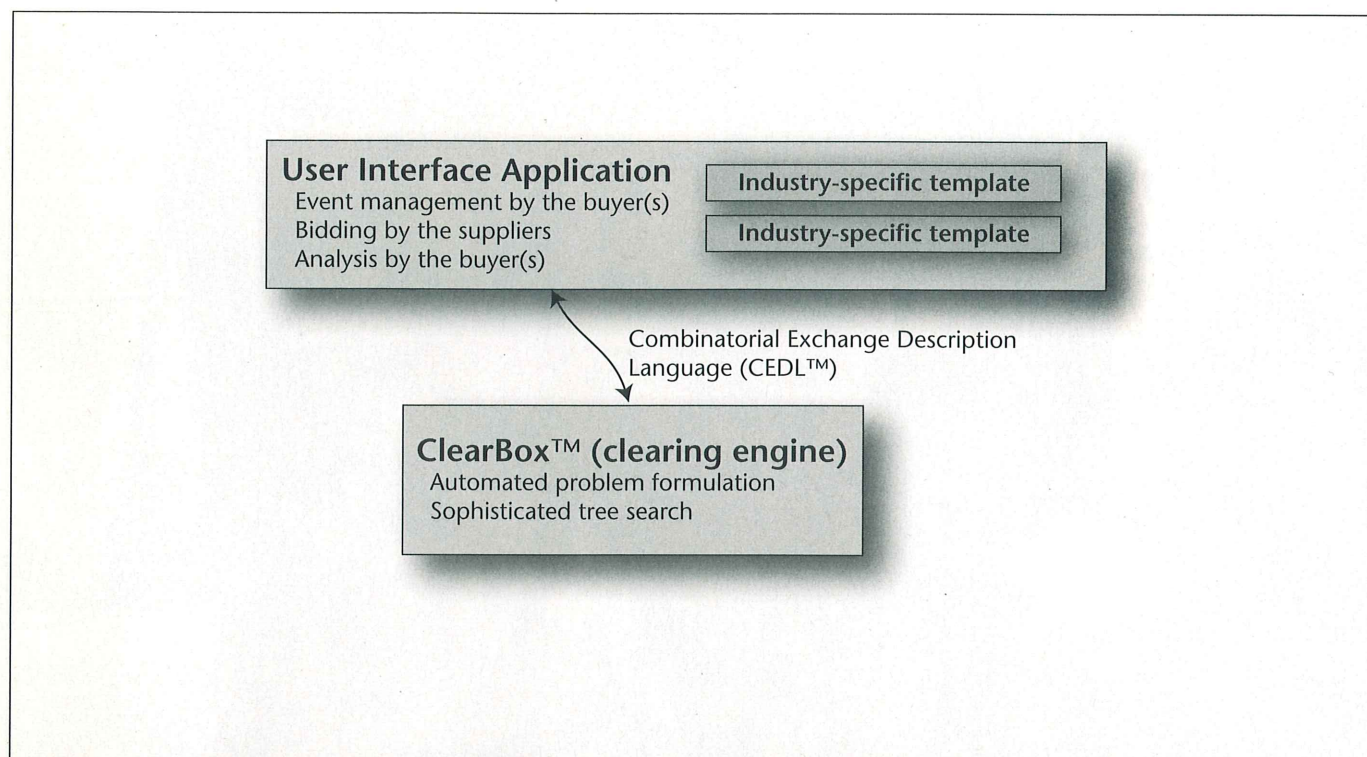 User Interface Application
Event management by the buyer(s)
Bidding by the suppliers
Analysis by the buyer(s)
Industry-specific template
Industry-specific template
Combinatorial Exchange Description
Language (CEDL™)
ClearBox™ (clearing engine)
Automated problem formulation
Sophisticated tree search